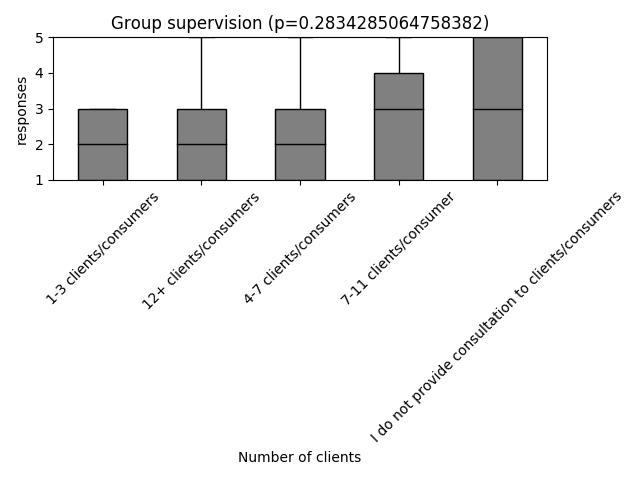 Group supervision (p=0.2834285064758382)
responses
5
4
3
2
1
1-3 clients/consumers
12+ clients/consumers
4-7 clients/consumers
7-11 clients/consumer
I do not provide consultation to clients/consumers
Number of clients